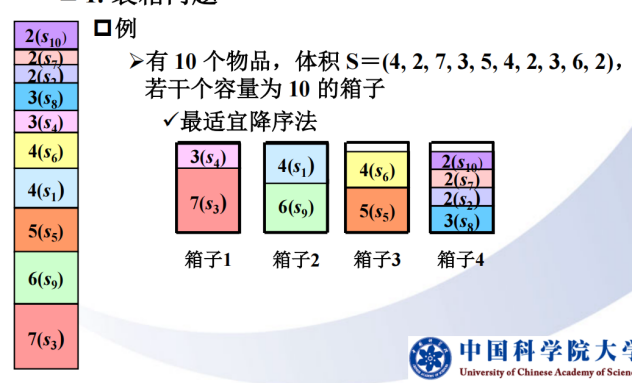 例
有 10 个物品，体积 S＝(4, 2, 7, 3, 5, 4, 2, 3, 6, 2)，
若干个容量为 10 的箱子
✓最适宜降序法
2(s10)
2(s7)
2(s2)
3(s8)
3(s4)
4(s6)
4(s1)
5(s5)
6(s9)
7(s3)
3(s4)
7(s3)
箱子1
4(s1)
6(s9)
箱子2
4(s6)
5(s5)
箱子3
2(s10)
2(s7)
2(s2)
3(s8)
箱子4
中国科学院大学
University of Chinese Academy of Scien